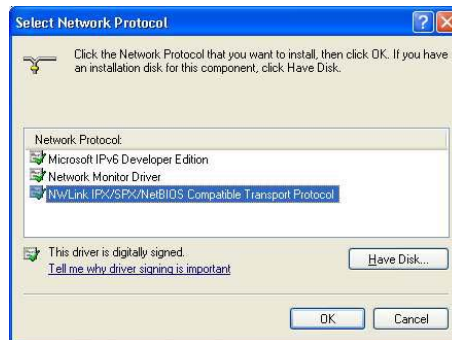 Select Network Protocol
Click the Network Protocol that you want to install, then click OK. If you have
an installation disk for this component, click Have Disk.
Network Protocol:
Microsoft IPv6 Developer Edition
Network Monitor Driver
NWLink IPX/SPX/NetBIOS Compatible Transport Protocol
This driver is digitally signed.
Tell me why driver signing is important
Have Disk...
OK
Cancel